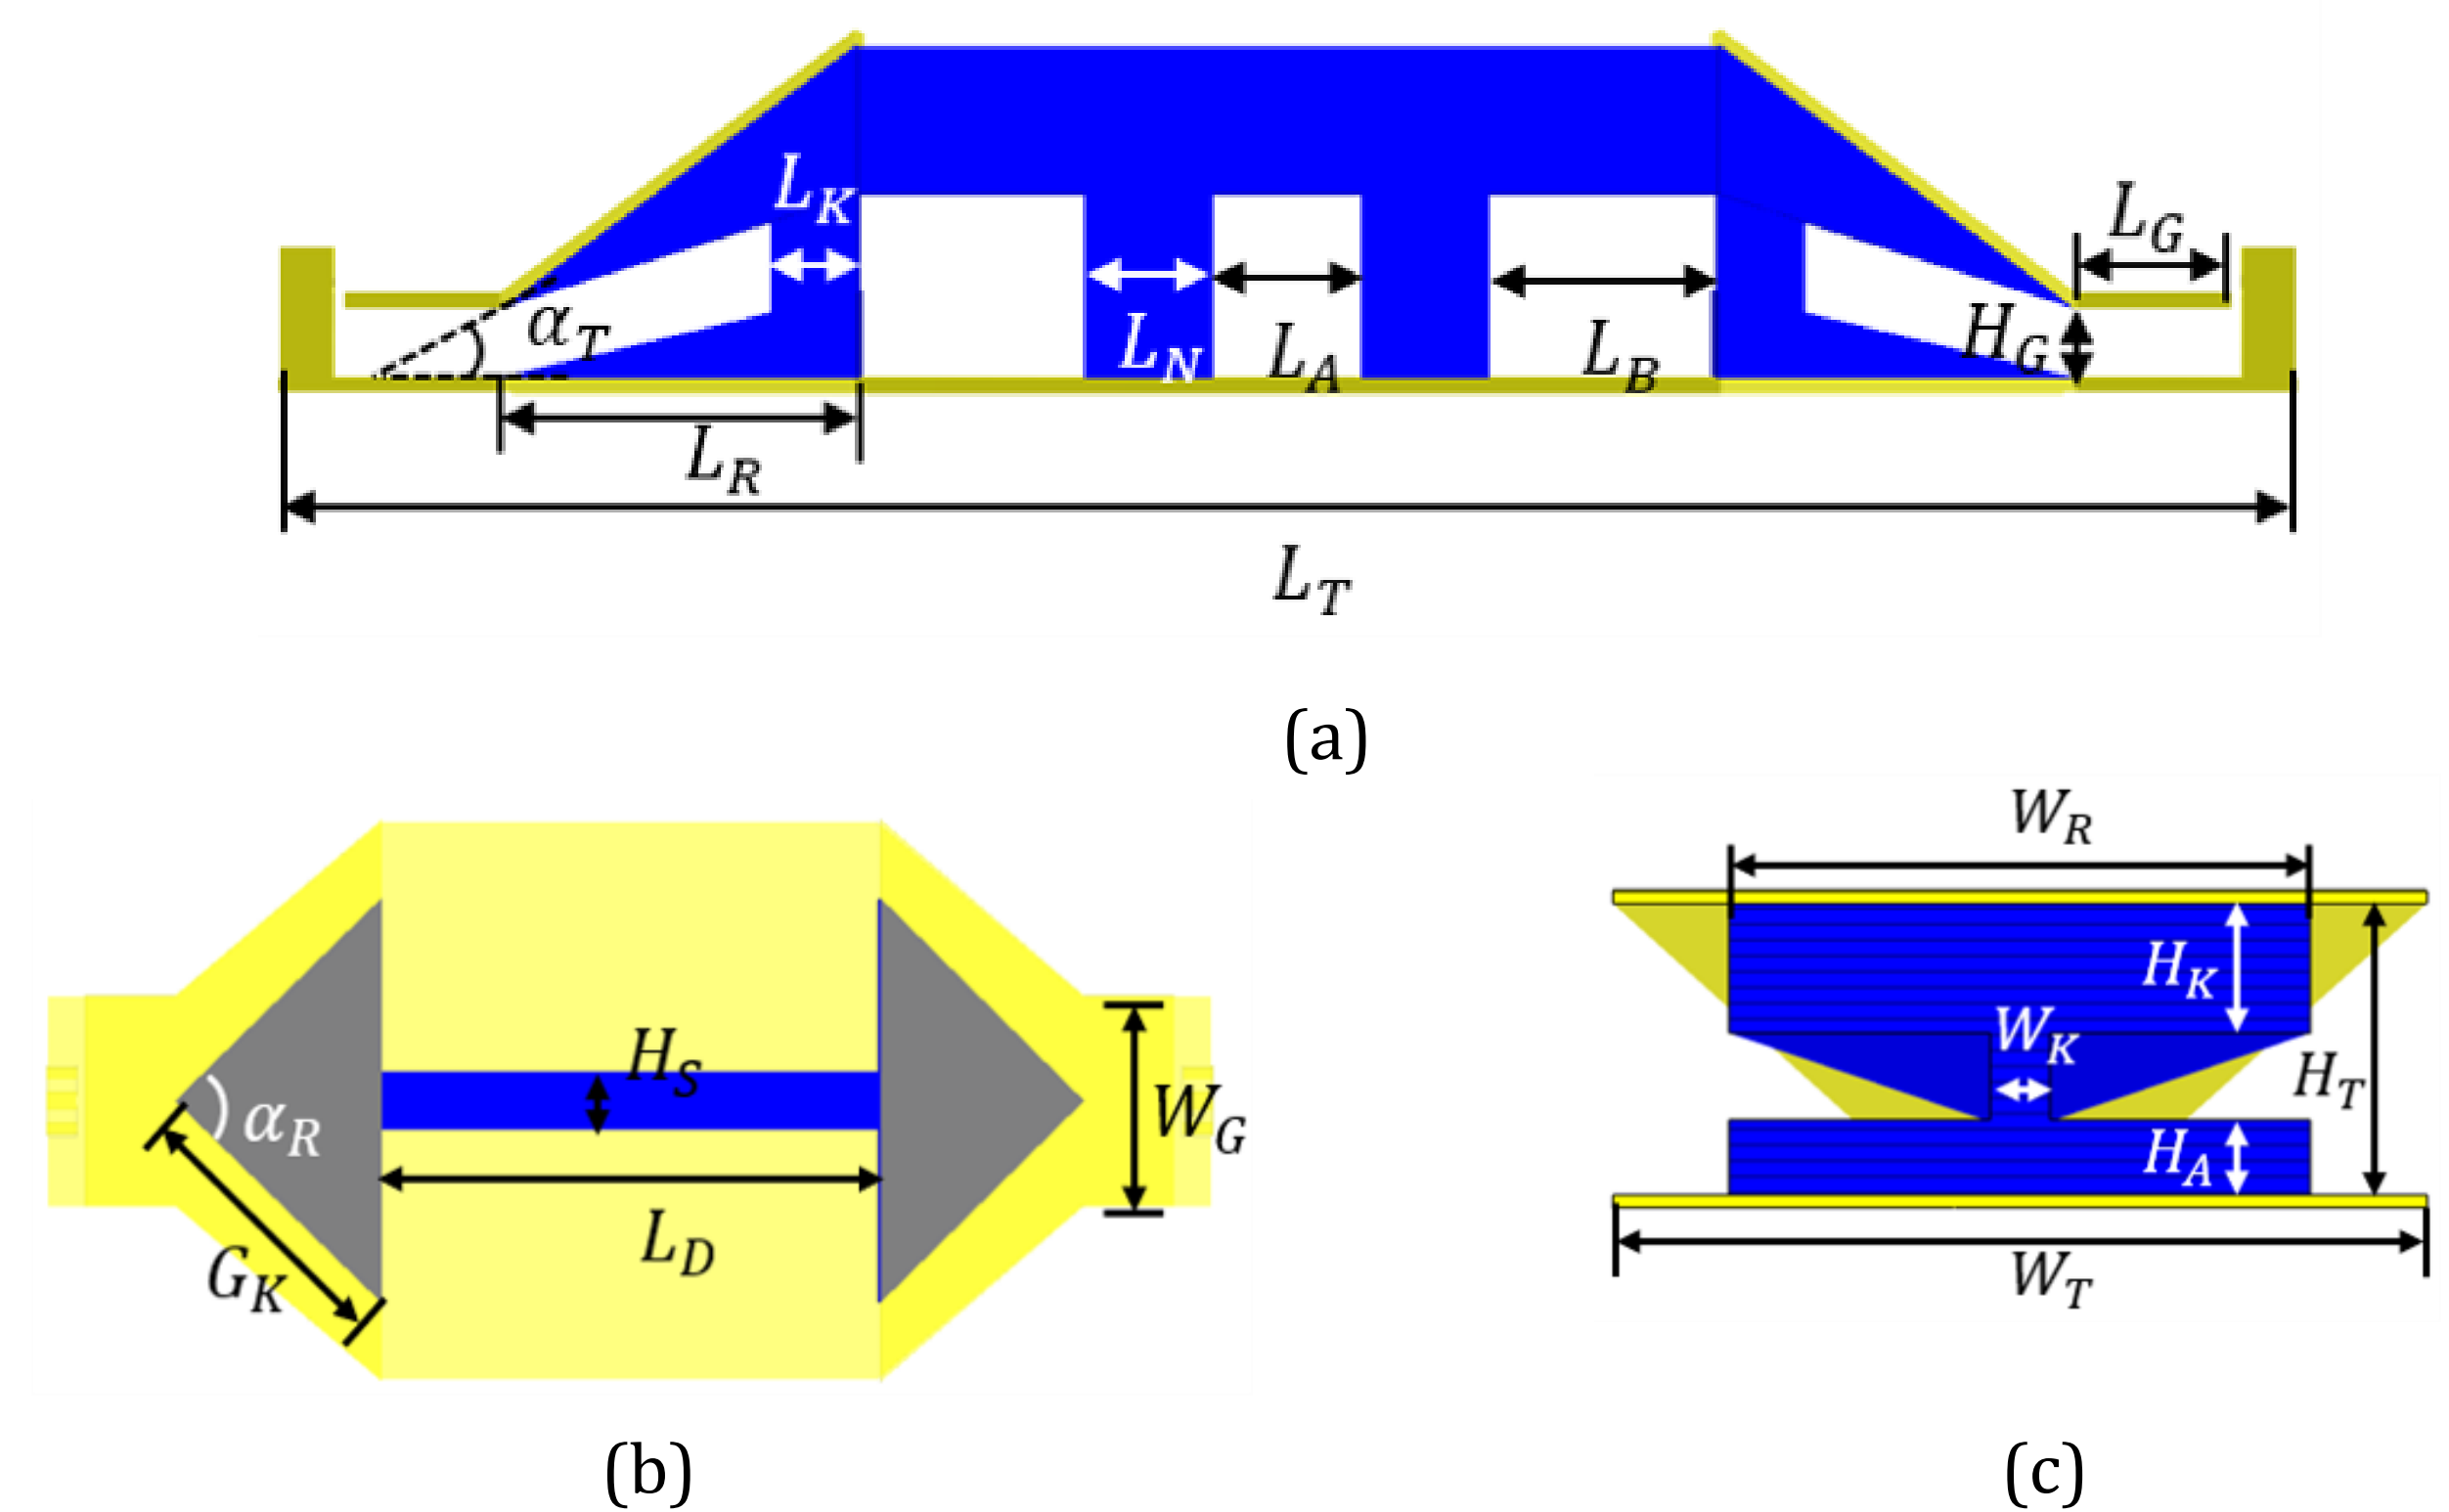 L_K
L_G
α_T
H_G
L_N
L_A
L_B
L_R
L_T
(a)
W_R
H_K
W_K
H_S
H_T
W_G
α_R
H_A
L_D
G_K
W_T
(b)
(c)